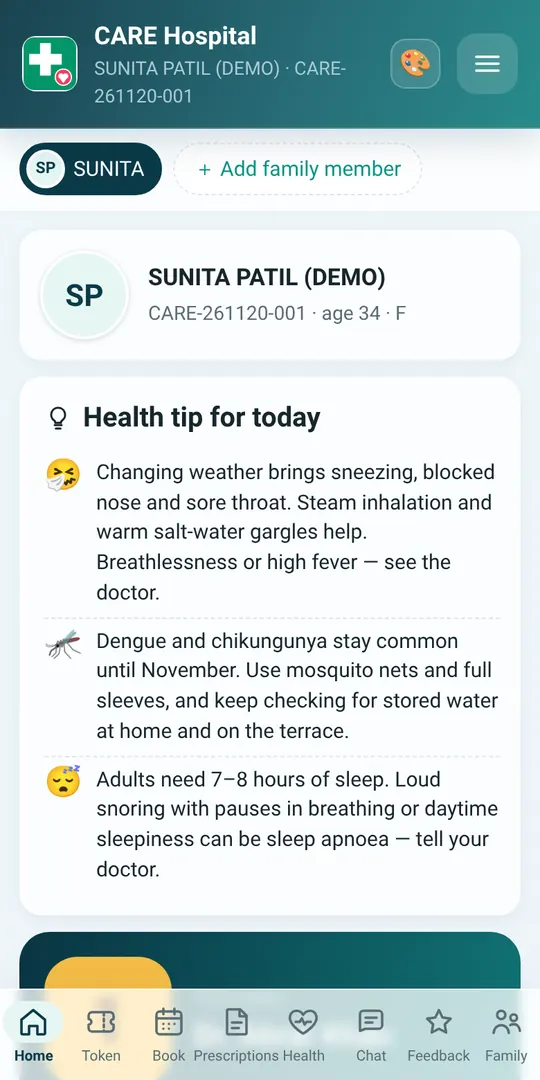 CARE Hospital
SUNITA PATIL (DEMO) · CARE-
261120-001
SP SUNITA
+ Add family member
SP
SUNITA PATIL (DEMO)
CARE-261120-001 · age 34 · F
Health tip for today
Changing weather brings sneezing, blocked
nose and sore throat. Steam inhalation and
warm salt-water gargles help.
Breathlessness or high fever — see the
doctor.
Dengue and chikungunya stay common
until November. Use mosquito nets and full
sleeves, and keep checking for stored water
at home and on the terrace.
Adults need 7–8 hours of sleep. Loud
snoring with pauses in breathing or daytime
sleepiness can be sleep apnoea — tell your
doctor.
Home Token Book Prescriptions Health Chat Feedback Family